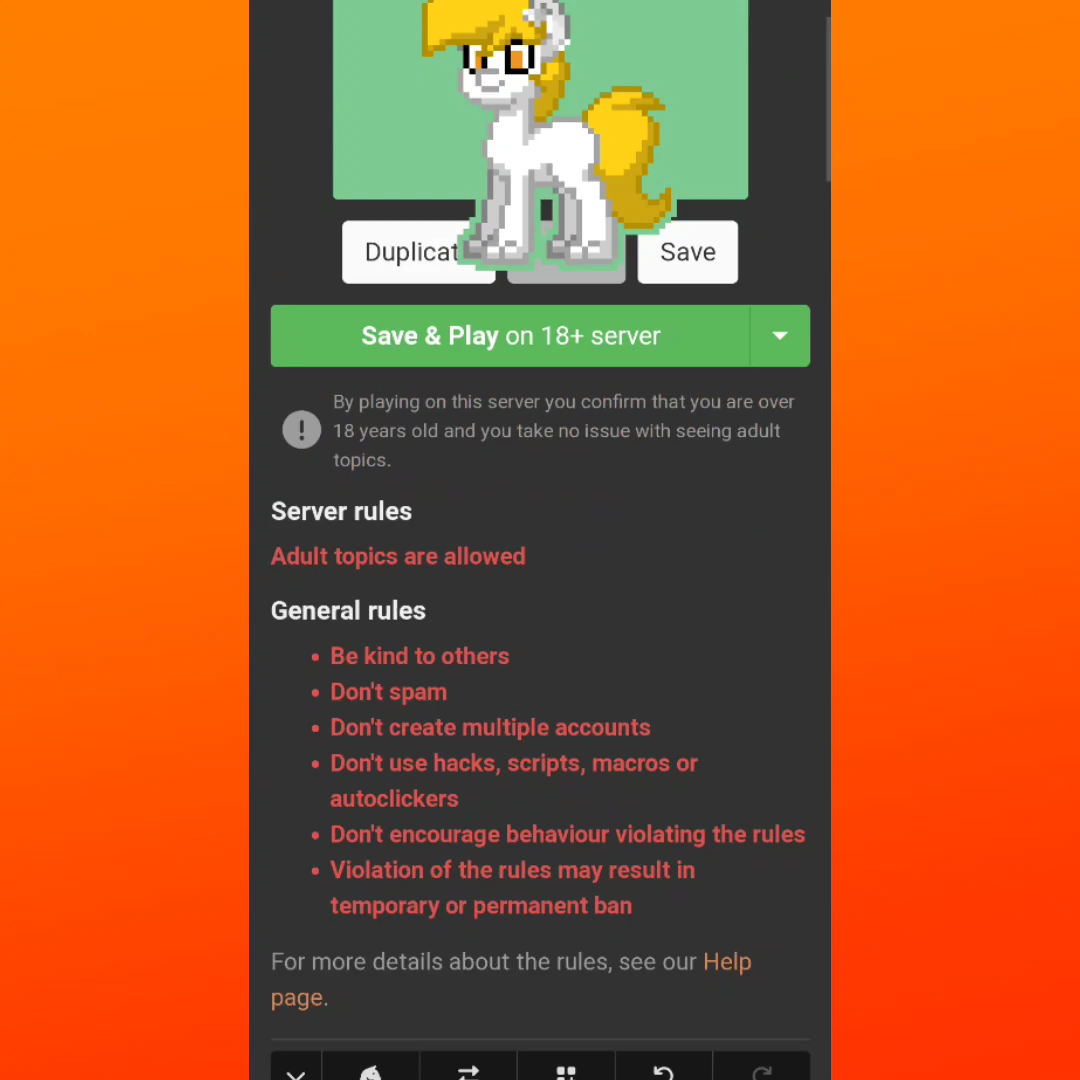 Duplicat
Save
Save & Play on 18+ server
By playing on this server you confirm that you are over
18 years old and you take no issue with seeing adult
topics.
Server rules
Adult topics are allowed
General rules
• Be kind to others
• Don't spam
• Don't create multiple accounts
• Don't use hacks, scripts, macros or
autoclickers
• Don't encourage behaviour violating the rules
• Violation of the rules may result in
temporary or permanent ban
For more details about the rules, see our Help
page.